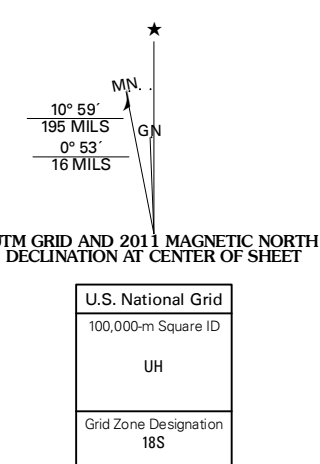 ★
MN
GN
10° 59´
195 MILS
0° 53´
16 MILS
UTM GRID AND 2011 MAGNETIC NORTH
DECLINATION AT CENTER OF SHEET
U.S. National Grid
100,000-m Square ID
UH
Grid Zone Designation
18S